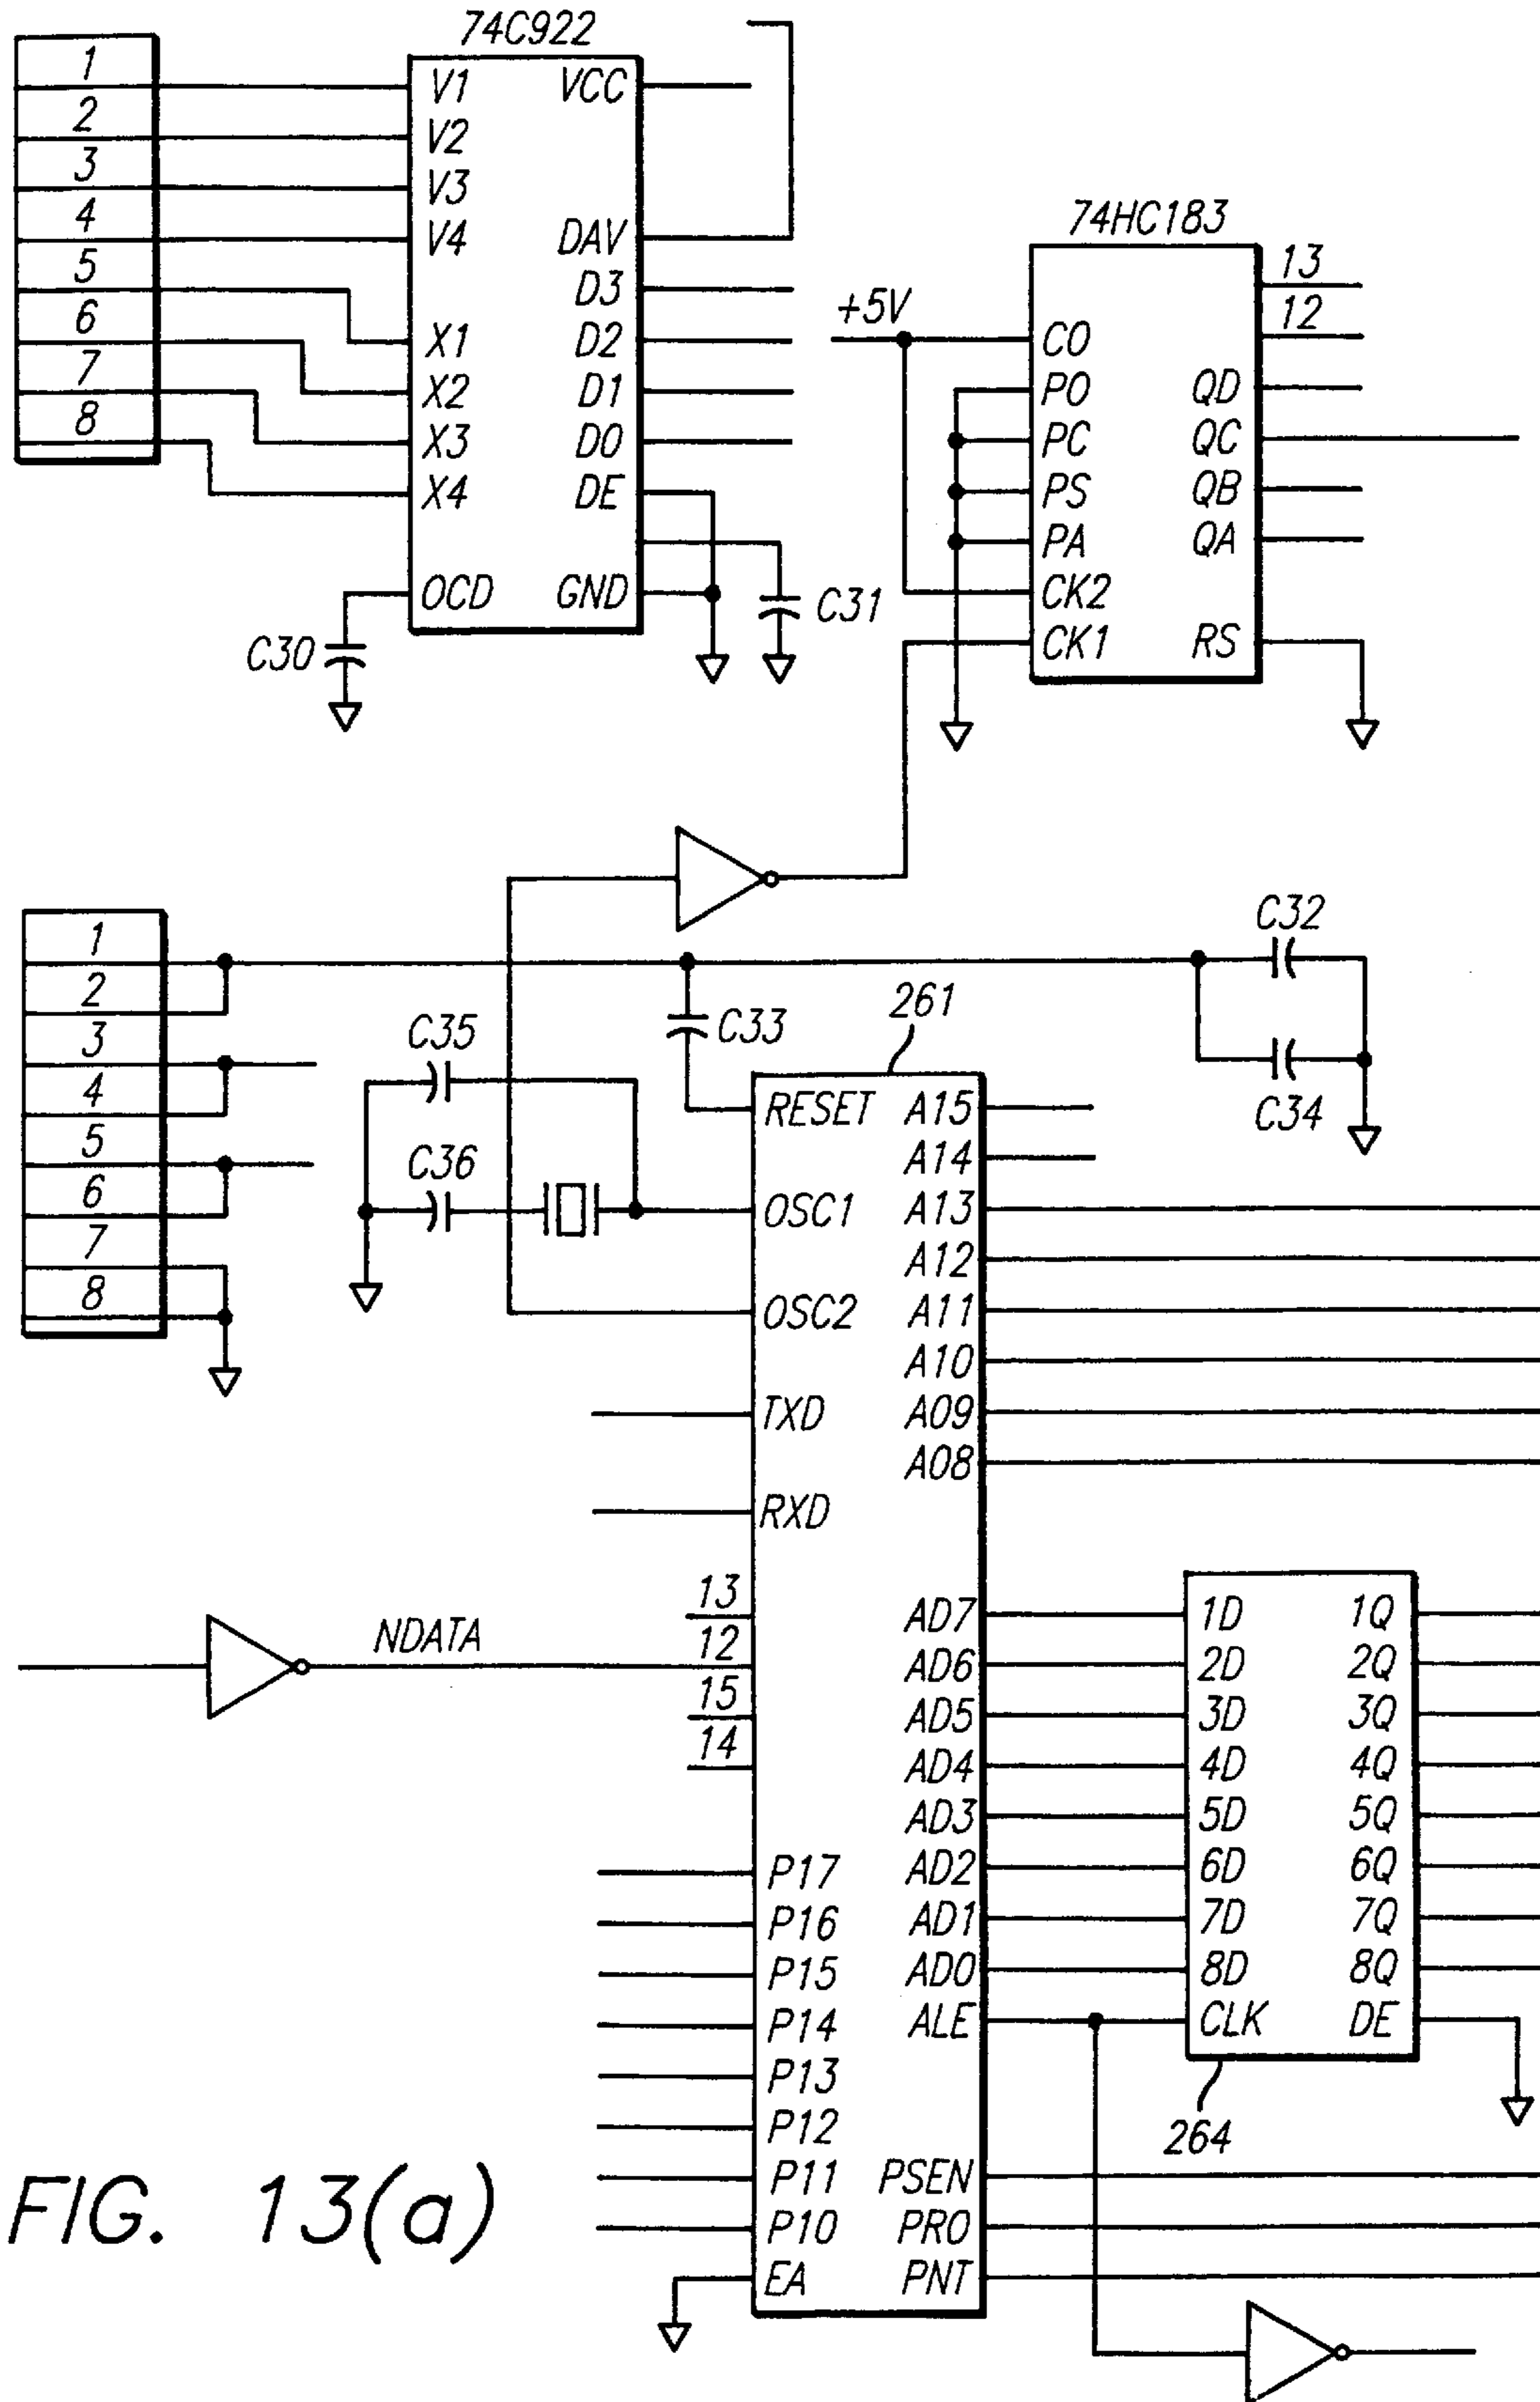 74C922
1
2
3
4
5
6
7
8
V1
V2
V3
V4
X1
X2
X3
X4
OCD
VCC
DAV
D3
D2
D1
D0
DE
GND
C30
C31
74HC183
+5V
CO
PO
PC
PS
PA
CK2
CK1
13
12
QD
QC
QB
QA
RS
1
2
3
4
5
6
7
8
C35
C36
C33
C32
C34
261
RESET
OSC1
OSC2
TXD
RXD
13
12
15
14
NDATA
P17
P16
P15
P14
P13
P12
P11
P10
EA
A15
A14
A13
A12
A11
A10
A09
A08
AD7
AD6
AD5
AD4
AD3
AD2
AD1
AD0
ALE
PSEN
PRO
PNT
1D
2D
3D
4D
5D
6D
7D
8D
CLK
1Q
2Q
3Q
4Q
5Q
6Q
7Q
8Q
DE
264
FIG. 13(a)